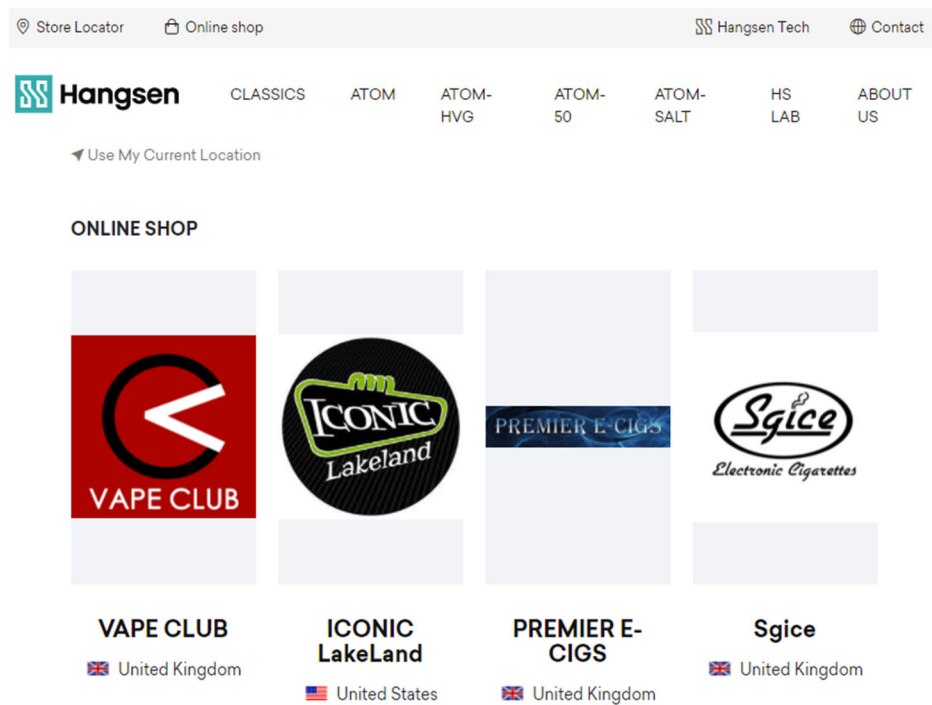 Store Locator Online shop Hangsen Tech Contact
Hangsen CLASSICS ATOM ATOM-HVG ATOM-50 ATOM-SALT HS LAB ABOUT US
Use My Current Location
ONLINE SHOP
VAPE CLUB
ICONIC
Lakeland
PREMIER E-CIGS
Sgice
Electronic Cigarettes
VAPE CLUB
United Kingdom
ICONIC
LakeLand
United States
PREMIER E-
CIGS
United Kingdom
Sgice
United Kingdom